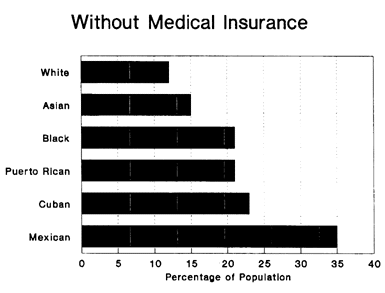 Without Medical Insurance
White
Asian
Black
Puerto Rican
Cuban
Mexican
0 5 10 15 20 25 30 35 40
Percentage of Population